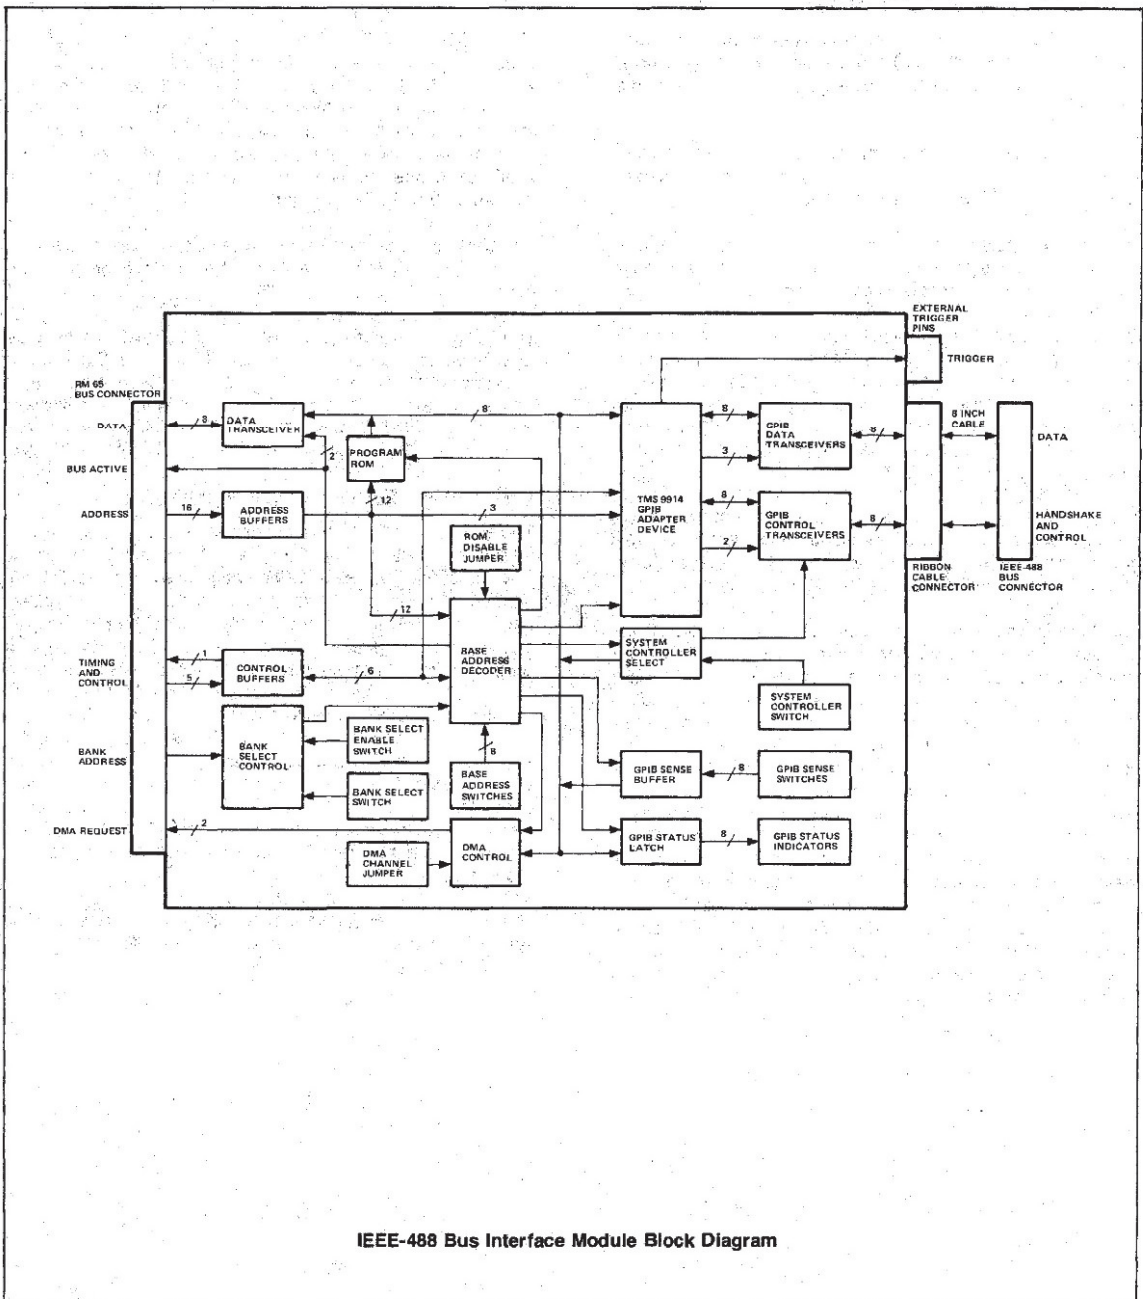 EXTERNAL
TRIGGER
PINS
TRIGGER
RM 65
BUS CONNECTOR
8 INCH
CABLE
DATA
8
DATA
TRANSCEIVER
8
2
PROGRAM
ROM
12
BUS ACTIVE
ADDRESS
16
ADDRESS
BUFFERS
3
ROM
DISABLE
JUMPER
TMS 9914
GPIB
ADAPTER
DEVICE
8
3
GPIB
DATA
TRANSCEIVERS
8
8
2
GPIB
CONTROL
TRANSCEIVERS
8
DATA
HANDSHAKE
AND
CONTROL
RIBBON
CABLE
CONNECTOR
IEEE-488
BUS
CONNECTOR
12
BASE
ADDRESS
DECODER
TIMING
AND
CONTROL
1
5
CONTROL
BUFFERS
6
SYSTEM
CONTROLLER
SELECT
SYSTEM
CONTROLLER
SWITCH
BANK
ADDRESS
BANK
SELECT
CONTROL
BANK SELECT
ENABLE
SWITCH
BANK SELECT
SWITCH
8
BASE
ADDRESS
SWITCHES
GPIB SENSE
BUFFER
8
GPIB SENSE
SWITCHES
DMA REQUEST
2
DMA
CHANNEL
JUMPER
DMA
CONTROL
GPIB STATUS
LATCH
8
GPIB STATUS
INDICATORS
IEEE-488 Bus Interface Module Block Diagram